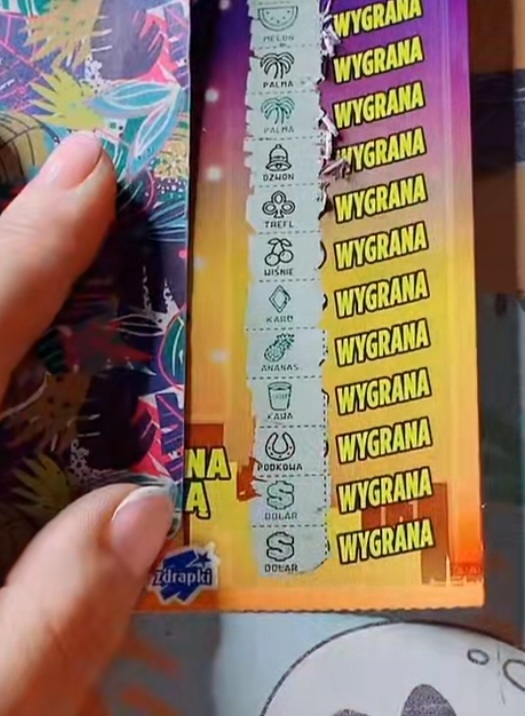 MELON WYGRANA
PALMA WYGRANA
PALMA WYGRANA
DZWON WYGRANA
TREFL WYGRANA
WIŚNIE WYGRANA
KARO WYGRANA
ANANAS WYGRANA
KAWA WYGRANA
PODKOWA WYGRANA
DOLAR WYGRANA
DOLAR WYGRANA
NA
Ą
zdrapki